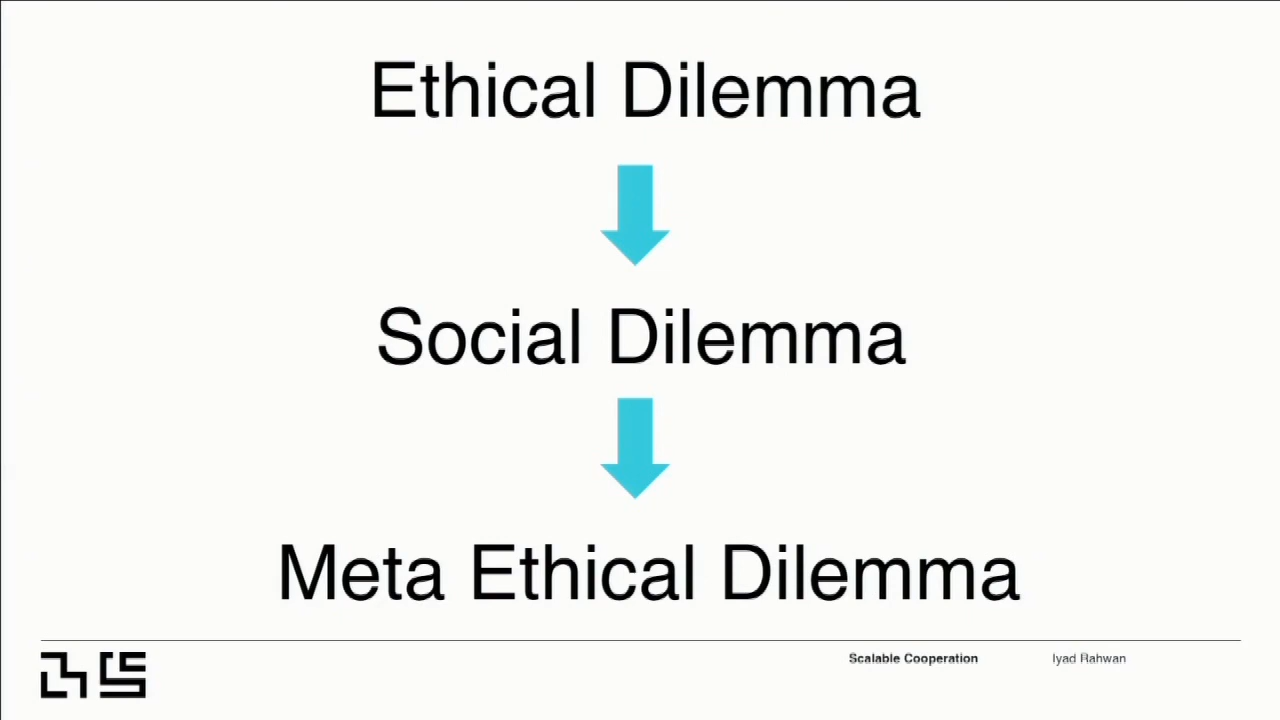 Ethical Dilemma
Social Dilemma
Meta Ethical Dilemma
Scalable Cooperation Iyad Rahwan